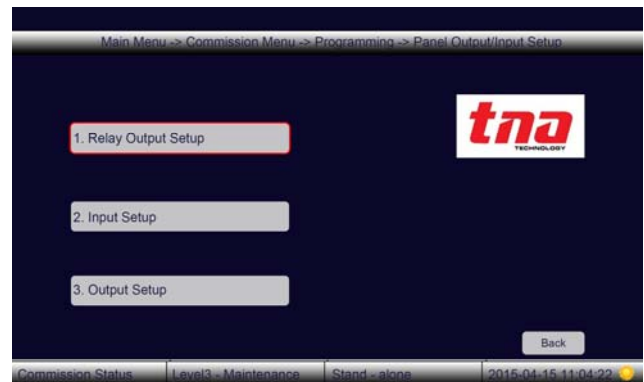 Main Menu -> Commission Menu -> Programming -> Panel Output/Input Setup
1. Relay Output Setup
tna
TECHNOLOGY
2. Input Setup
3. Output Setup
Back
Commission Status Level3 - Maintenance Stand - alone 2015-04-15 11:04:22